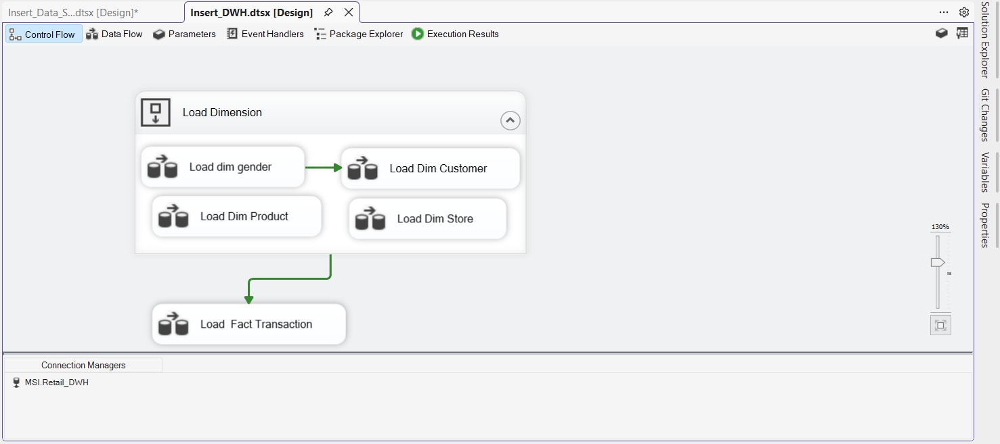 Insert_Data_S...dtsx [Design]*
Insert_DWH.dtsx [Design]
Control Flow
Data Flow
Parameters
Event Handlers
Package Explorer
Execution Results
Load Dimension
Load dim gender
Load Dim Customer
Load Dim Product
Load Dim Store
Load  Fact Transaction
130%
Connection Managers
MSI.Retail_DWH
Solution Explorer
Git Changes
Variables
Properties